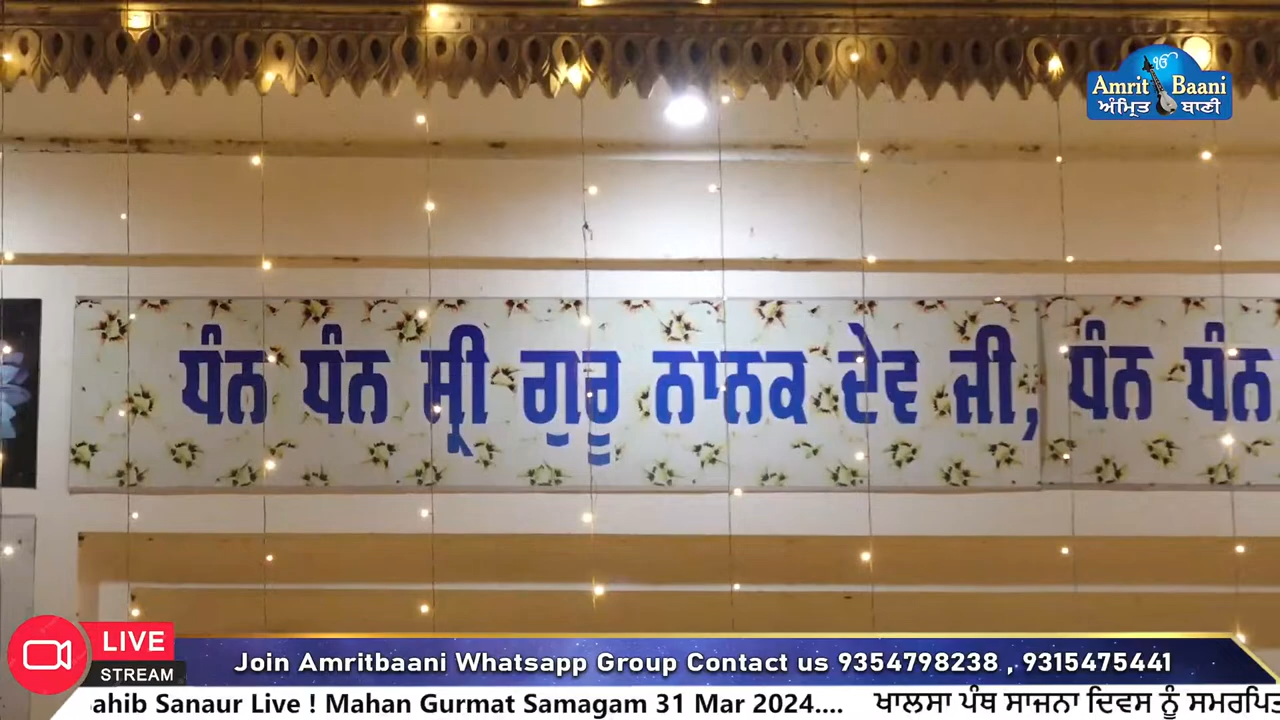 Amrit Baani
ਅੰਮ੍ਰਿਤ ਬਾਣੀ
ਧੰਨ ਧੰਨ ਸ੍ਰੀ ਗੁਰੂ ਨਾਨਕ ਦੇਵ ਜੀ, ਧੰਨ ਧੰਨ
LIVE
STREAM
Join Amritbaani Whatsapp Group Contact us 9354798238 , 9315475441
ahib Sanaur Live ! Mahan Gurmat Samagam 31 Mar 2024.... ਖਾਲਸਾ ਪੰਥ ਸਾਜਨਾ ਦਿਵਸ ਨੂੰ ਸਮਰਪਿਤ